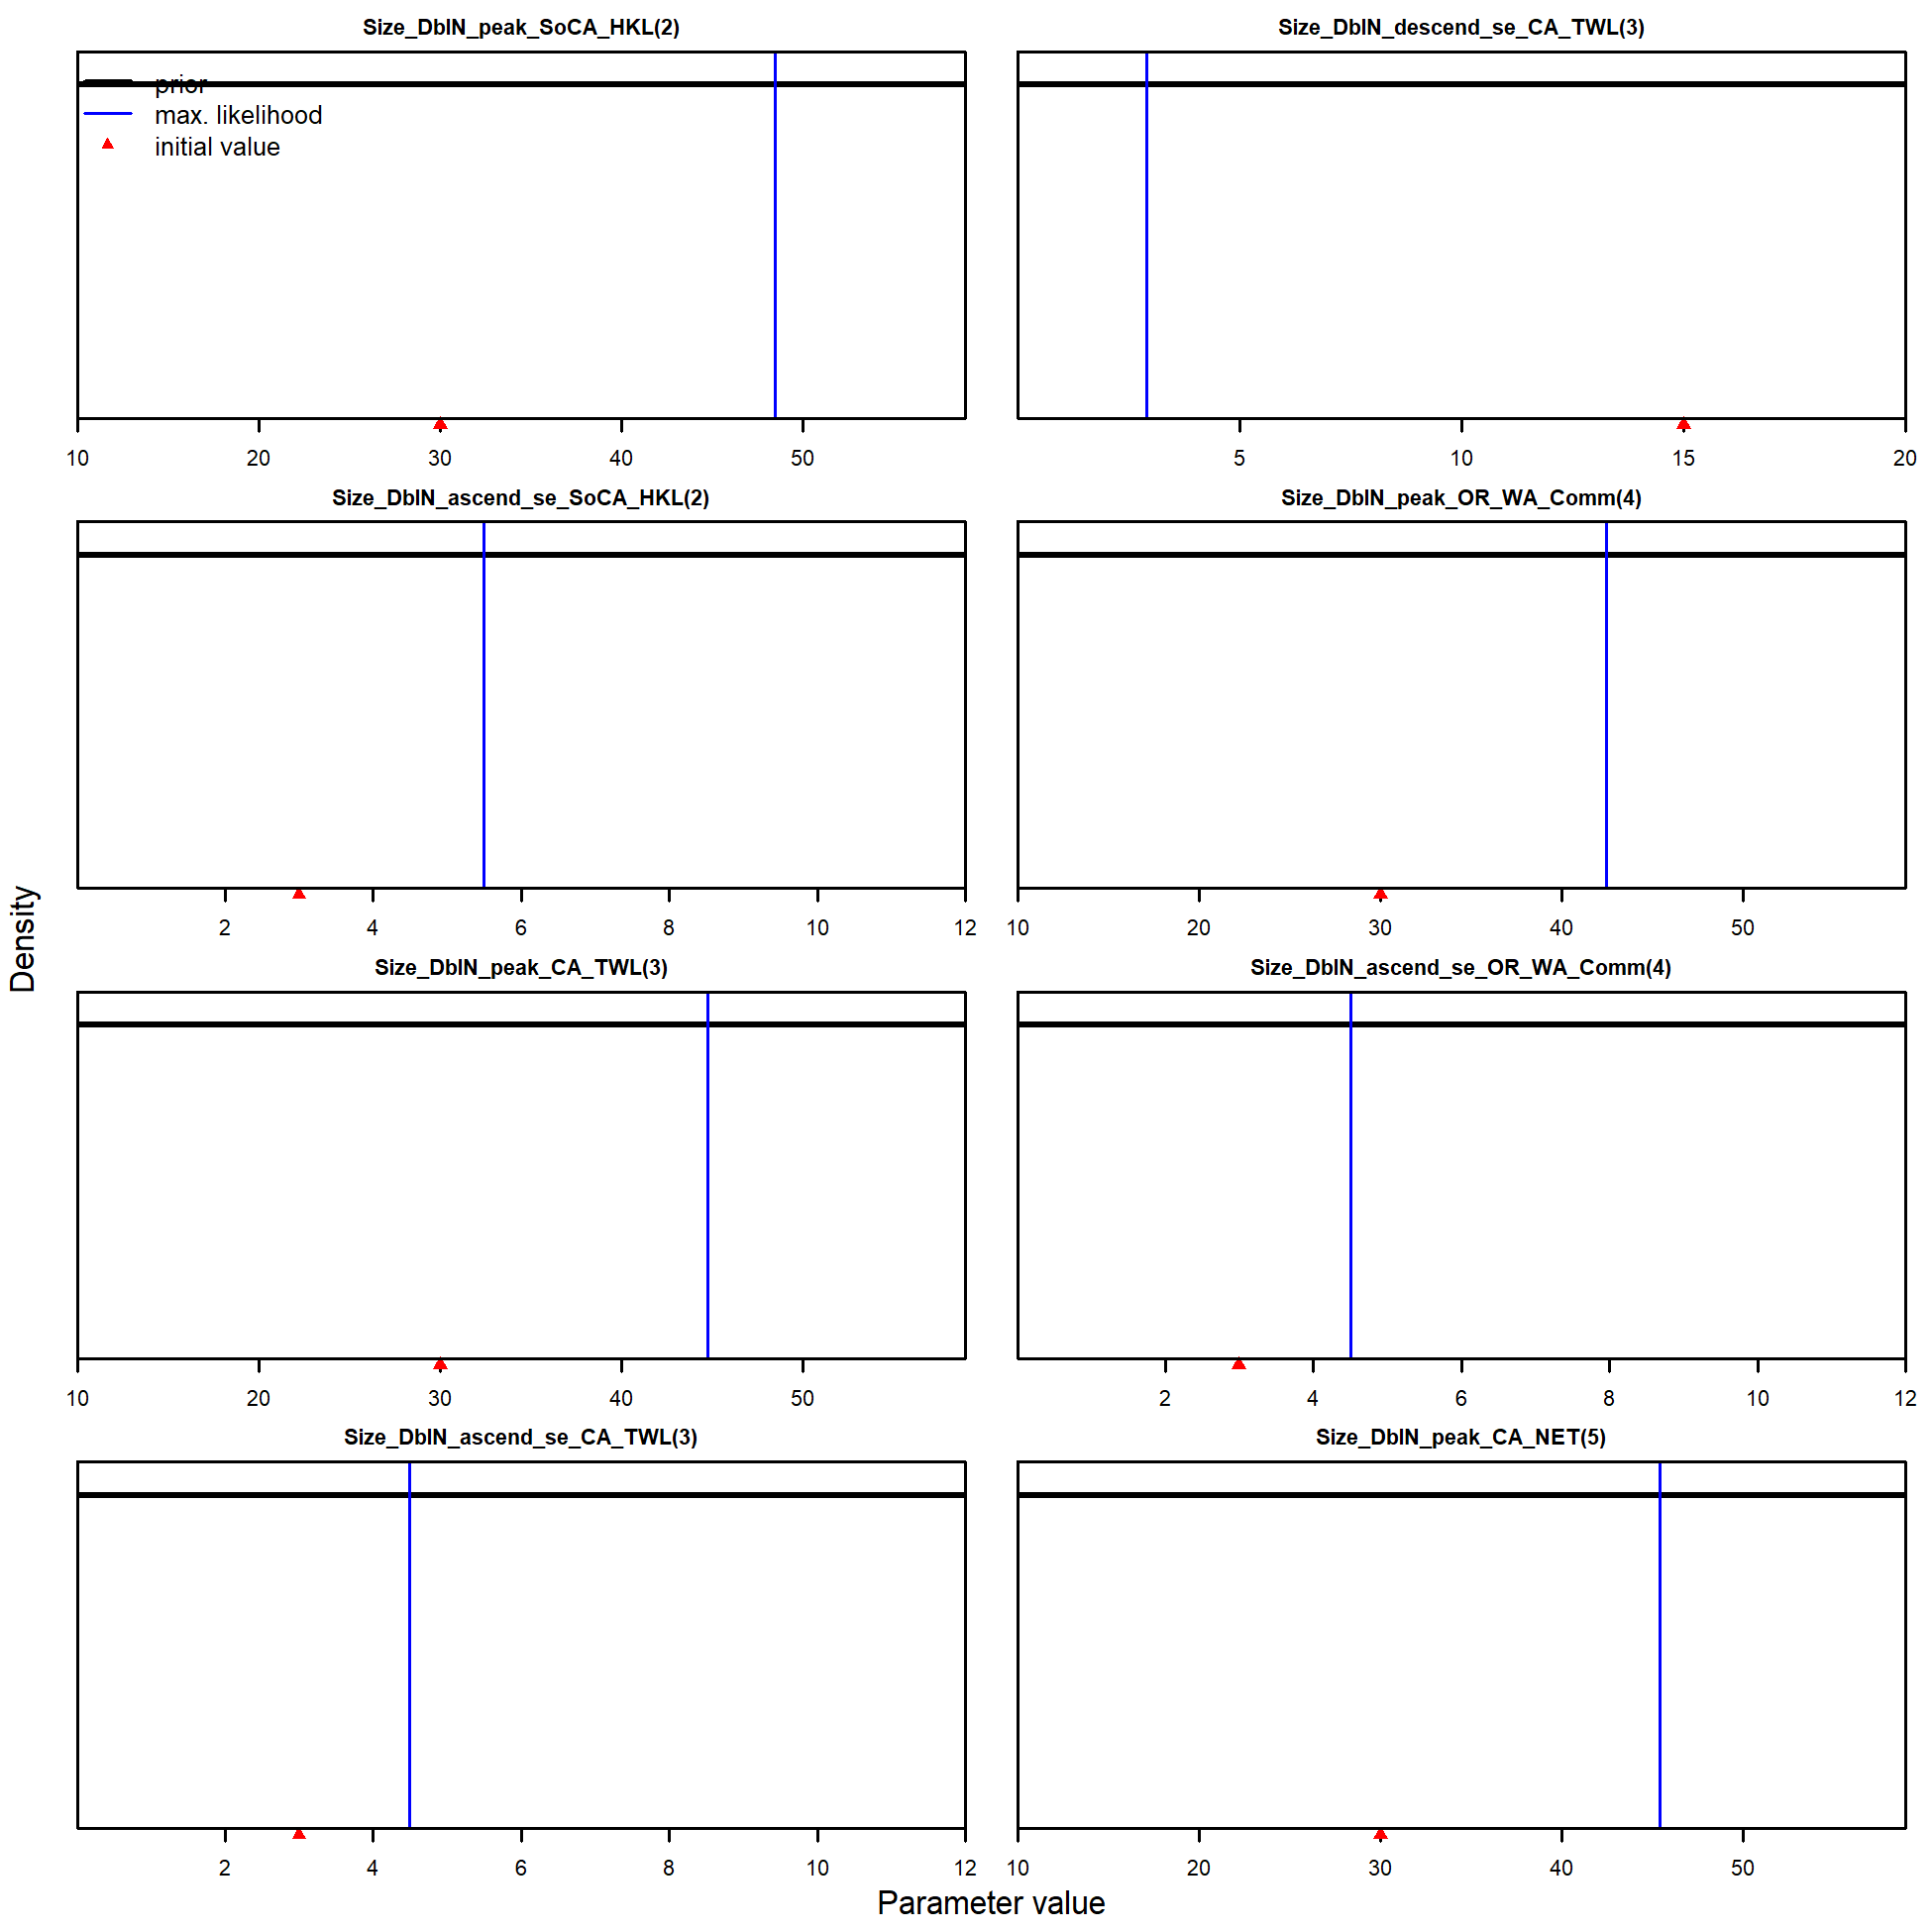 Size_DblN_peak_SoCA_HKL(2)
prior
max. likelihood
initial value
10 20 30 40 50
Size_DblN_descend_se_CA_TWL(3)
5 10 15 20
Size_DblN_ascend_se_SoCA_HKL(2)
2 4 6 8 10 12
Size_DblN_peak_OR_WA_Comm(4)
10 20 30 40 50
Size_DblN_peak_CA_TWL(3)
10 20 30 40 50
Size_DblN_ascend_se_OR_WA_Comm(4)
2 4 6 8 10 12
Size_DblN_ascend_se_CA_TWL(3)
2 4 6 8 10 12
Size_DblN_peak_CA_NET(5)
10 20 30 40 50
Density
Parameter value